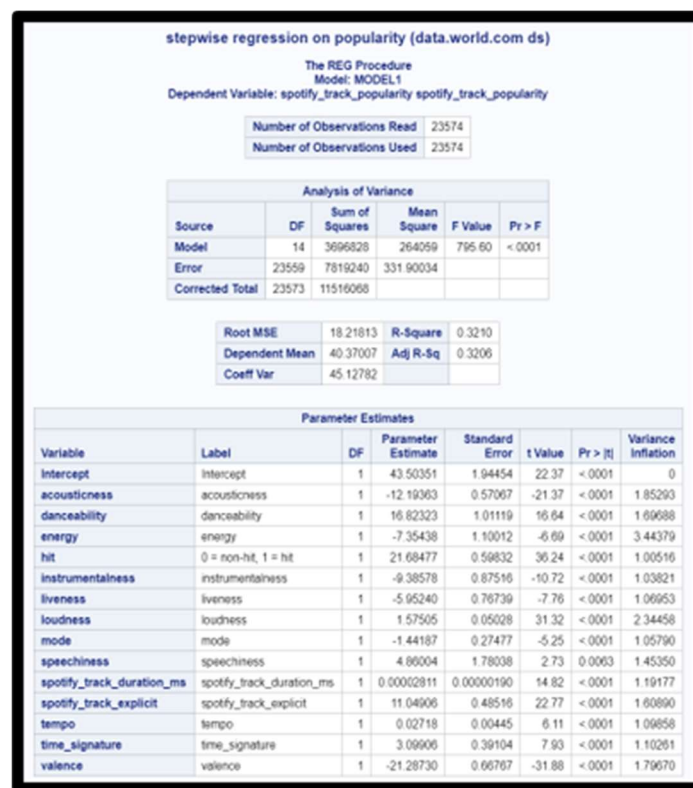 stepwise regression on popularity (data.world.com ds)
The REG Procedure
Model: MODEL1
Dependent Variable: spotify_track_popularity spotify_track_popularity
Number of Observations Read 23574
Number of Observations Used 23574
Analysis of Variance
Source DF Sum of Squares Mean Square F Value Pr > F
Model 14 3696828 264059 795.60 <.0001
Error 23559 7819240 331.90034
Corrected Total 23573 11516068
Root MSE 18.21813 R-Square 0.3210
Dependent Mean 40.37007 Adj R-Sq 0.3206
Coeff Var 45.12782
Parameter Estimates
Variable Label DF Parameter Estimate Standard Error t Value Pr > |t| Variance Inflation
Intercept Intercept 1 43.50351 1.94454 22.37 <.0001 0
acousticness acousticness 1 -12.19363 0.57067 -21.37 <.0001 1.85293
danceability danceability 1 16.82323 1.01119 16.64 <.0001 1.69688
energy energy 1 -7.35438 1.10012 -6.69 <.0001 3.44379
hit 0 = non-hit, 1 = hit 1 21.68477 0.59832 36.24 <.0001 1.00516
instrumentalness instrumentalness 1 -9.38578 0.87516 -10.72 <.0001 1.03821
liveness liveness 1 -5.95240 0.76739 -7.76 <.0001 1.06953
loudness loudness 1 1.57505 0.05028 31.32 <.0001 2.34458
mode mode 1 -1.44187 0.27477 -5.25 <.0001 1.05790
speechiness speechiness 1 4.86004 1.78038 2.73 0.0063 1.45350
spotify_track_duration_ms spotify_track_duration_ms 1 0.00002811 0.00000190 14.82 <.0001 1.19177
spotify_track_explicit spotify_track_explicit 1 11.04906 0.48516 22.77 <.0001 1.60890
tempo tempo 1 0.02718 0.00445 6.11 <.0001 1.09858
time_signature time_signature 1 3.09906 0.39104 7.93 <.0001 1.10261
valence valence 1 -21.28730 0.66767 -31.88 <.0001 1.79670